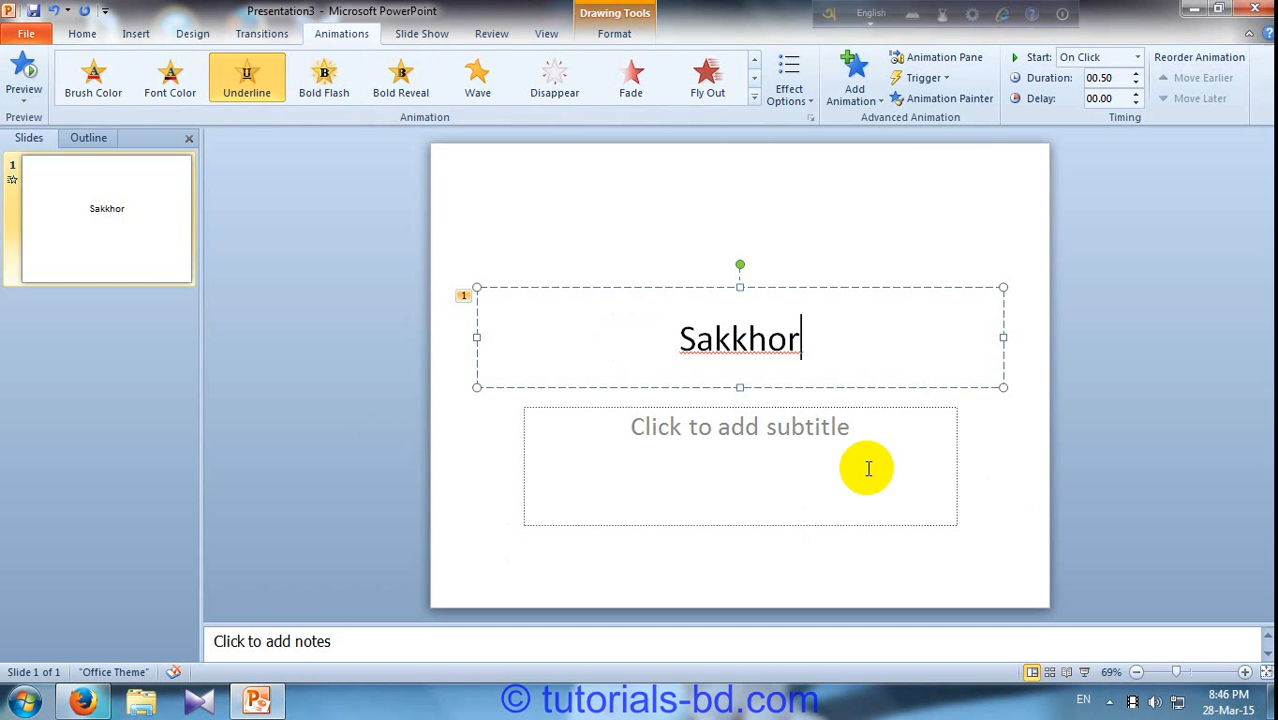 Presentation3 - Microsoft PowerPoint
Drawing Tools
English
File Home Insert Design Transitions Animations Slide Show Review View Format
Preview
Brush Color
Font Color
Underline
Bold Flash
Bold Reveal
Wave
Disappear
Fade
Fly Out
Effect
Options
Add
Animation
Animation Pane
Trigger
Animation Painter
Start: On Click
Duration: 00.50
Delay: 00.00
Reorder Animation
Move Earlier
Move Later
Preview
Animation
Advanced Animation
Timing
Slides Outline
1
Sakkhor
1
Sakkhor
Click to add subtitle
Click to add notes
Slide 1 of 1
"Office Theme"
69%
© tutorials-bd.com
EN
8:46 PM
28-Mar-15